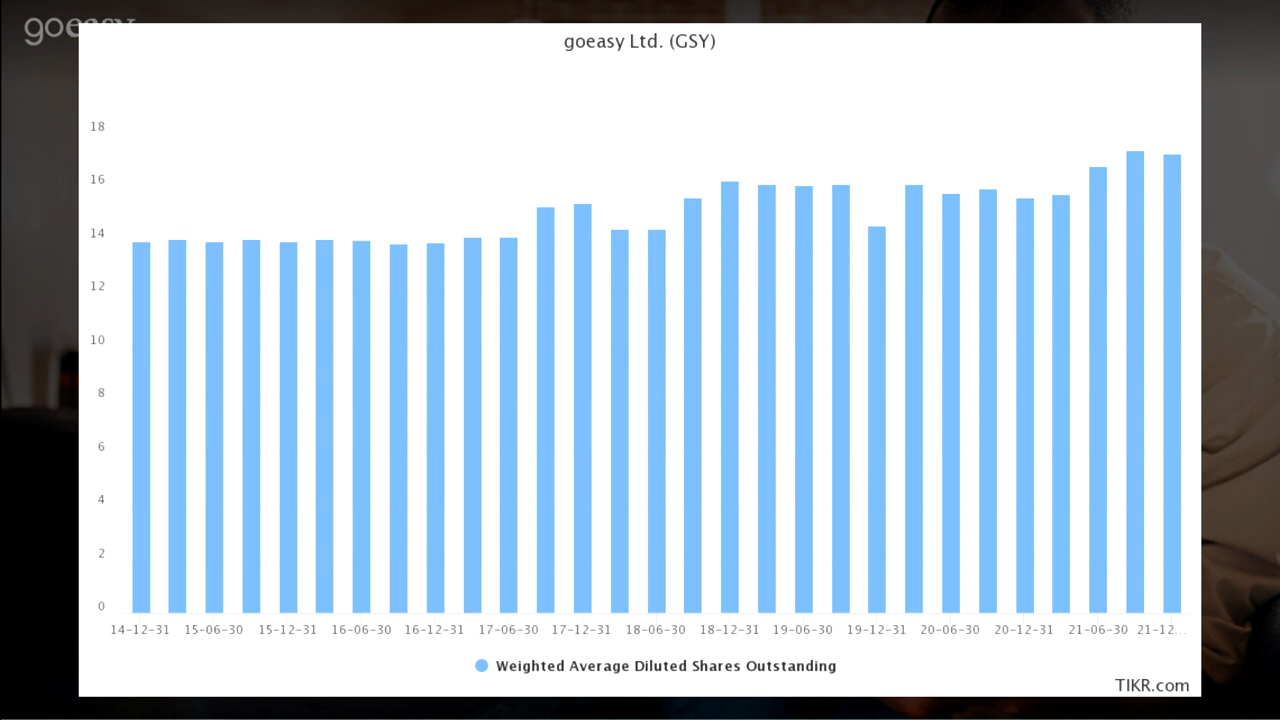 goeasy
goeasy Ltd. (GSY)
18
16
14
12
10
8
6
4
2
0
14-12-31 15-06-30 15-12-31 16-06-30 16-12-31 17-06-30 17-12-31 18-06-30 18-12-31 19-06-30 19-12-31 20-06-30 20-12-31 21-06-30 21-12...
Weighted Average Diluted Shares Outstanding
TIKR.com